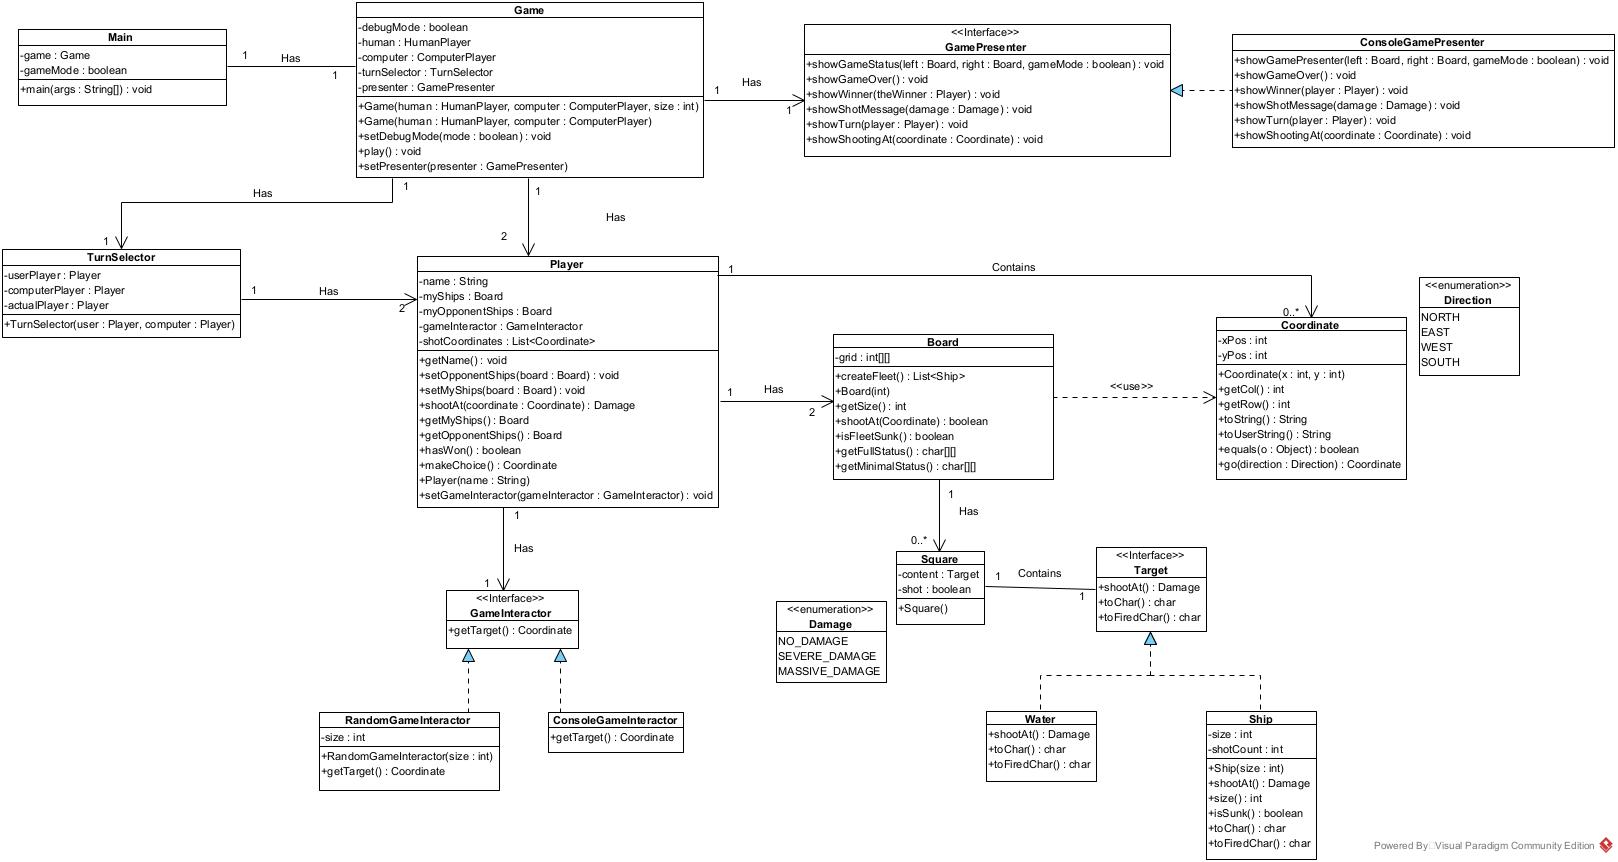 Main
-game : Game
-gameMode : boolean
+main(args : String[]) : void
1
Has
1
Game
-debugMode : boolean
-human : HumanPlayer
-computer : ComputerPlayer
-turnSelector : TurnSelector
-presenter : GamePresenter
+Game(human : HumanPlayer, computer : ComputerPlayer, size : int)
+Game(human : HumanPlayer, computer : ComputerPlayer)
+setDebugMode(mode : boolean) : void
+play() : void
+setPresenter(presenter : GamePresenter)
1
Has
1
<<Interface>>
GamePresenter
+showGameStatus(left : Board, right : Board, gameMode : boolean) : void
+showGameOver() : void
+showWinner(theWinner : Player) : void
+showShotMessage(damage : Damage) : void
+showTurn(player : Player) : void
+showShootingAt(coordinate : Coordinate) : void
ConsoleGamePresenter
+showGamePresenter(left : Board, right : Board, gameMode : boolean) : void
+showGameOver() : void
+showWinner(player : Player) : void
+showShotMessage(damage : Damage) : void
+showTurn(player : Player) : void
+showShootingAt(coordinate : Coordinate) : void
1
Has
1
1
Has
2
TurnSelector
-userPlayer : Player
-computerPlayer : Player
-actualPlayer : Player
+TurnSelector(user : Player, computer : Player)
1
Has
2
Player
-name : String
-myShips : Board
-myOpponentShips : Board
-gameInteractor : GameInteractor
-shotCoordinates : List<Coordinate>
+getName() : void
+setOpponentShips(board : Board) : void
+setMyShips(board : Board) : void
+shootAt(coordinate : Coordinate) : Damage
+getMyShips() : Board
+getOpponentShips() : Board
+hasWon() : boolean
+makeChoice() : Coordinate
+Player(name : String)
+setGameInteractor(gameInteractor : GameInteractor) : void
1
Contains
0..*
1
Has
2
Board
-grid : int[][]
+createFleet() : List<Ship>
+Board(int)
+getSize() : int
+shootAt(Coordinate) : boolean
+isFleetSunk() : boolean
+getFullStatus() : char[][]
+getMinimalStatus() : char[][]
<<use>>
Coordinate
-xPos : int
-yPos : int
+Coordinate(x : int, y : int)
+getCol() : int
+getRow() : int
+toString() : String
+toUserString() : String
+equals(o : Object) : boolean
+go(direction : Direction) : Coordinate
<<enumeration>>
Direction
NORTH
EAST
WEST
SOUTH
1
Has
1
<<Interface>>
GameInteractor
+getTarget() : Coordinate
RandomGameInteractor
-size : int
+RandomGameInteractor(size : int)
+getTarget() : Coordinate
ConsoleGameInteractor
+getTarget() : Coordinate
1
Has
0..*
Square
-content : Target
-shot : boolean
+Square()
1
Contains
1
<<Interface>>
Target
+shootAt() : Damage
+toChar() : char
+toFiredChar() : char
<<enumeration>>
Damage
NO_DAMAGE
SEVERE_DAMAGE
MASSIVE_DAMAGE
Water
+shootAt() : Damage
+toChar() : char
+toFiredChar() : char
Ship
-size : int
-shotCount : int
+Ship(size : int)
+shootAt() : Damage
+size() : int
+isSunk() : boolean
+toChar() : char
+toFiredChar() : char
Powered By Visual Paradigm Community Edition